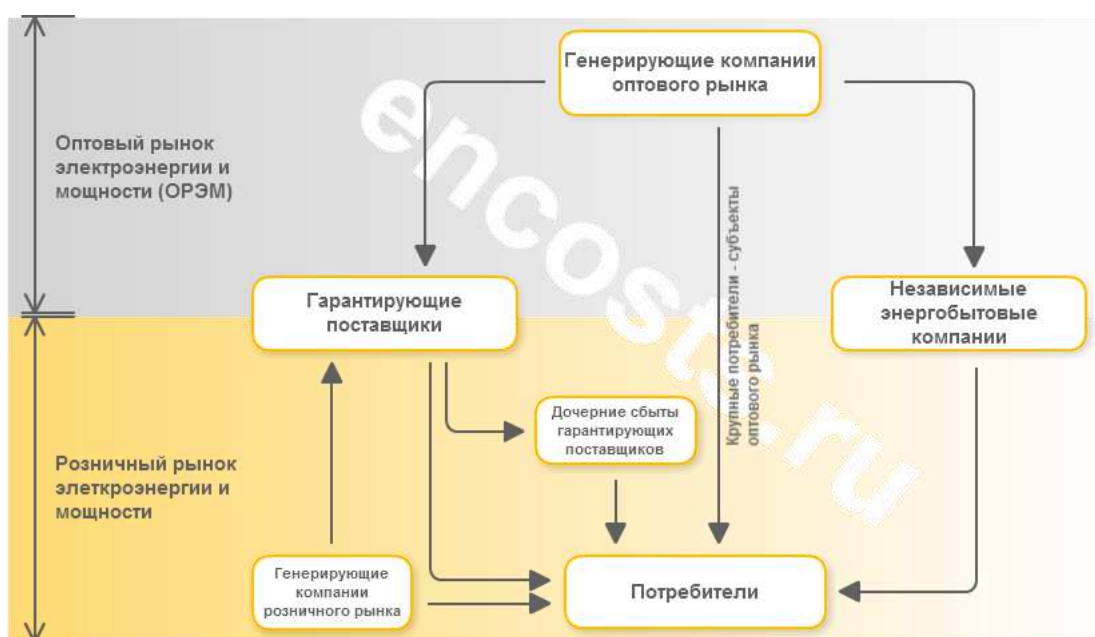 Генерирующие компании
оптового рынка
Оптовый рынок
электроэнергии и
мощности (ОРЭМ)
Крупные потребители - субъекты
оптового рынка
Гарантирующие
поставщики
Независимые
энергобытовые
компании
Дочерние сбыты
гарантирующих
поставщиков
Розничный рынок
элеткроэнергии и
мощности
Генерирующие
компании
розничного рынка
Потребители
encosts.ru